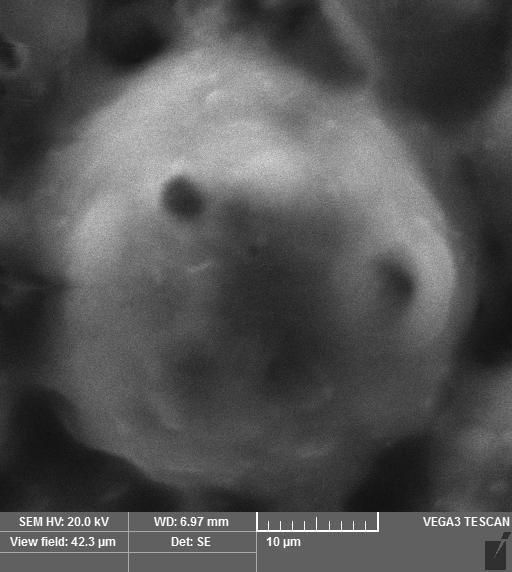 SEM HV: 20.0 kV
WD: 6.97 mm
VEGA3 TESCAN
View field: 42.3 µm
Det: SE
10 µm